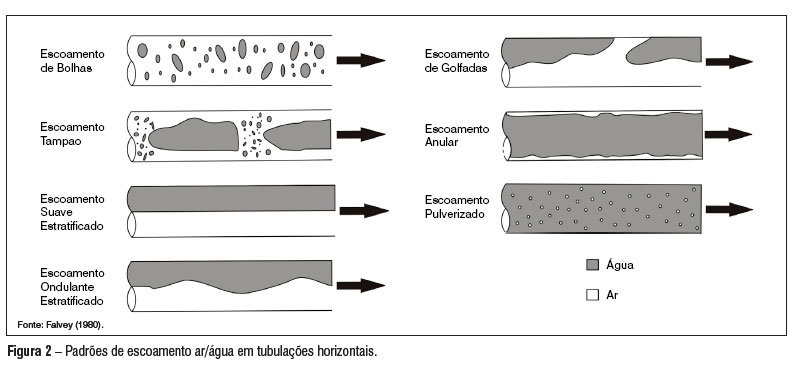 Escoamento
de Bolhas
Escoamento
Tampao
Escoamento
Suave
Estratificado
Escoamento
Ondulante
Estratificado
Escoamento
de Golfadas
Escoamento
Anular
Escoamento
Pulverizado
Água
Ar
Fonte: Falvey (1980).
Figura 2 – Padrões de escoamento ar/água em tubulações horizontais.